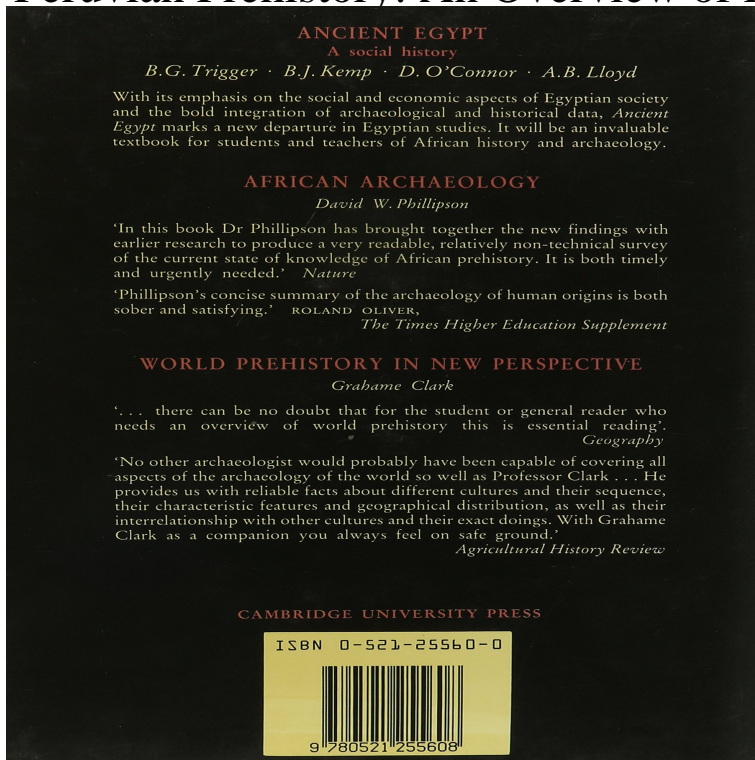 Peruvian Prehistory: An Overview of
ANCIENT EGYPT
A social history
B.G. Trigger · B.J. Kemp · D. O'Connor · A.B. Lloyd
With its emphasis on the social and economic aspects of Egyptian society
and the bold integration of archaeological and historical data, Ancient
Egypt marks a new departure in Egyptian studies. It will be an invaluable
textbook for students and teachers of African history and archaeology.
AFRICAN ARCHAEOLOGY
David W. Phillipson
'In this book Dr Phillipson has brought together the new findings with
earlier research to produce a very readable, relatively non-technical survey
of the current state of knowledge of African prehistory. It is both timely
and urgently needed.' Nature
'Phillipson's concise summary of the archaeology of human origins is both
sober and satisfying.' ROLAND OLIVER,
The Times Higher Education Supplement
WORLD PREHISTORY IN NEW PERSPECTIVE
Grahame Clark
'. . . there can be no doubt that for the student or general reader who
needs an overview of world prehistory this is essential reading'.
Geography
'No other archaeologist would probably have been capable of covering all
aspects of the archaeology of the world so well as Professor Clark . . . He
provides us with reliable facts about different cultures and their sequence,
their characteristic features and geographical distribution, as well as their
interrelationship with other cultures and their exact doings. With Grahame
Clark as a companion you always feel on safe ground.'
Agricultural History Review
CAMBRIDGE UNIVERSITY PRESS
ISBN 0-521-25560-0
9 780521 255608